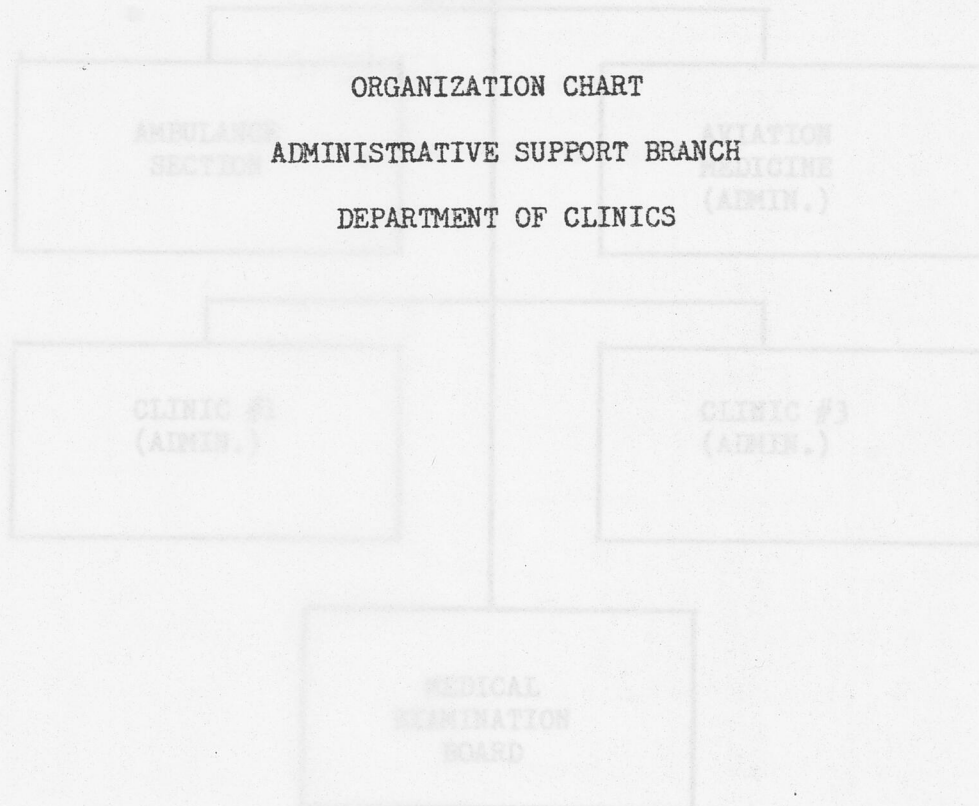 ORGANIZATION CHART
ADMINISTRATIVE SUPPORT BRANCH
DEPARTMENT OF CLINICS
AMBULANCE
SECTION
AVIATION
MEDICINE
(ADMIN.)
CLINIC #1
(ADMIN.)
CLINIC #3
(ADMIN.)
MEDICAL
EXAMINATION
BOARD